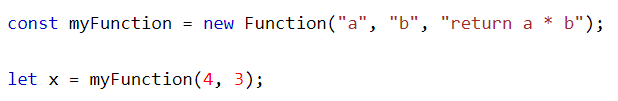 const myFunction = new Function("a", "b", "return a * b");
let x = myFunction(4, 3);